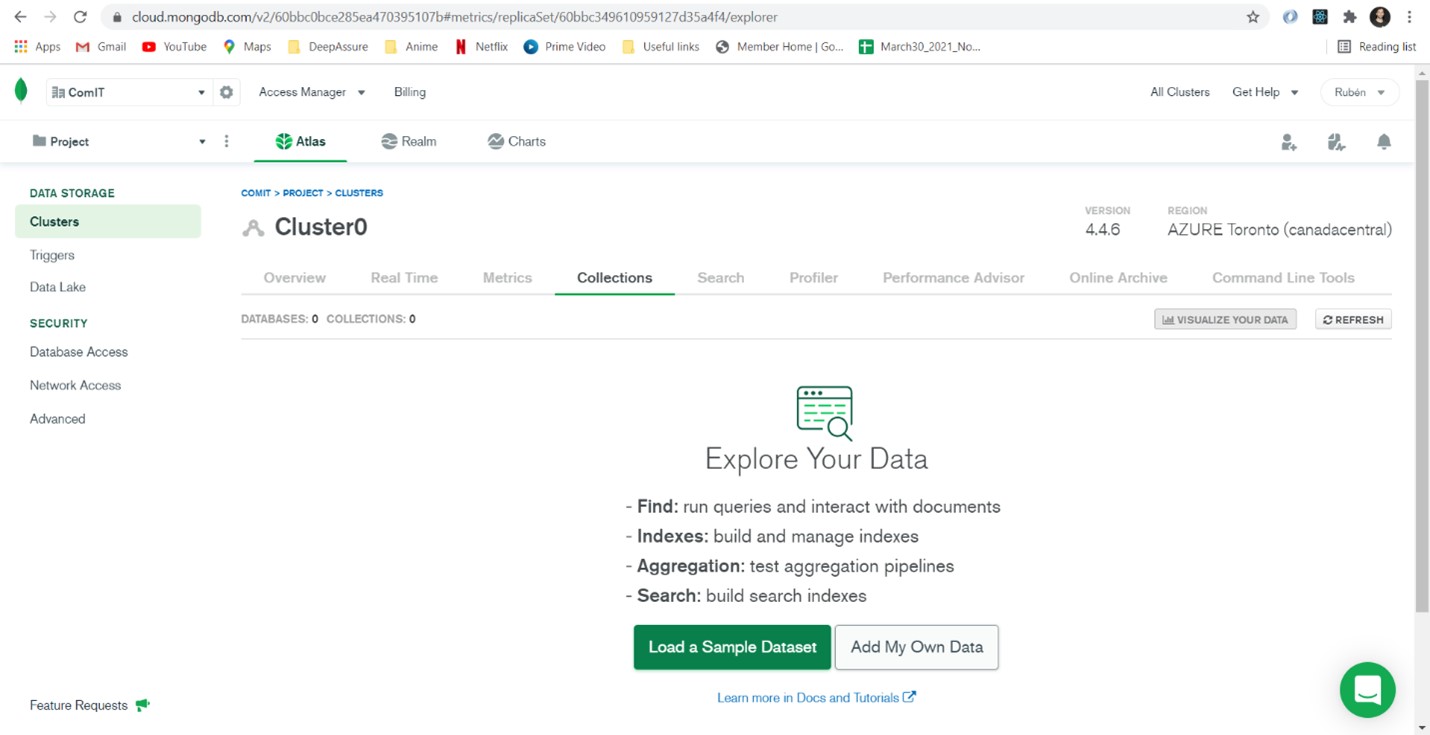 cloud.mongodb.com/v2/60bbc0bce285ea470395107b#metrics/replicaSet/60bbc349610959127d35a4f4/explorer
Apps Gmail YouTube Maps DeepAssure Anime Netflix Prime Video Useful links Member Home | Go... March30_2021_No... Reading list
ComIT Access Manager Billing All Clusters Get Help Rubén
Project Atlas Realm Charts
DATA STORAGE
Clusters
Triggers
Data Lake
SECURITY
Database Access
Network Access
Advanced
Feature Requests
COMIT > PROJECT > CLUSTERS
Cluster0
VERSION
4.4.6
REGION
AZURE Toronto (canadacentral)
Overview Real Time Metrics Collections Search Profiler Performance Advisor Online Archive Command Line Tools
DATABASES: 0 COLLECTIONS: 0 VISUALIZE YOUR DATA REFRESH
Explore Your Data
- Find: run queries and interact with documents
- Indexes: build and manage indexes
- Aggregation: test aggregation pipelines
- Search: build search indexes
Load a Sample Dataset Add My Own Data
Learn more in Docs and Tutorials